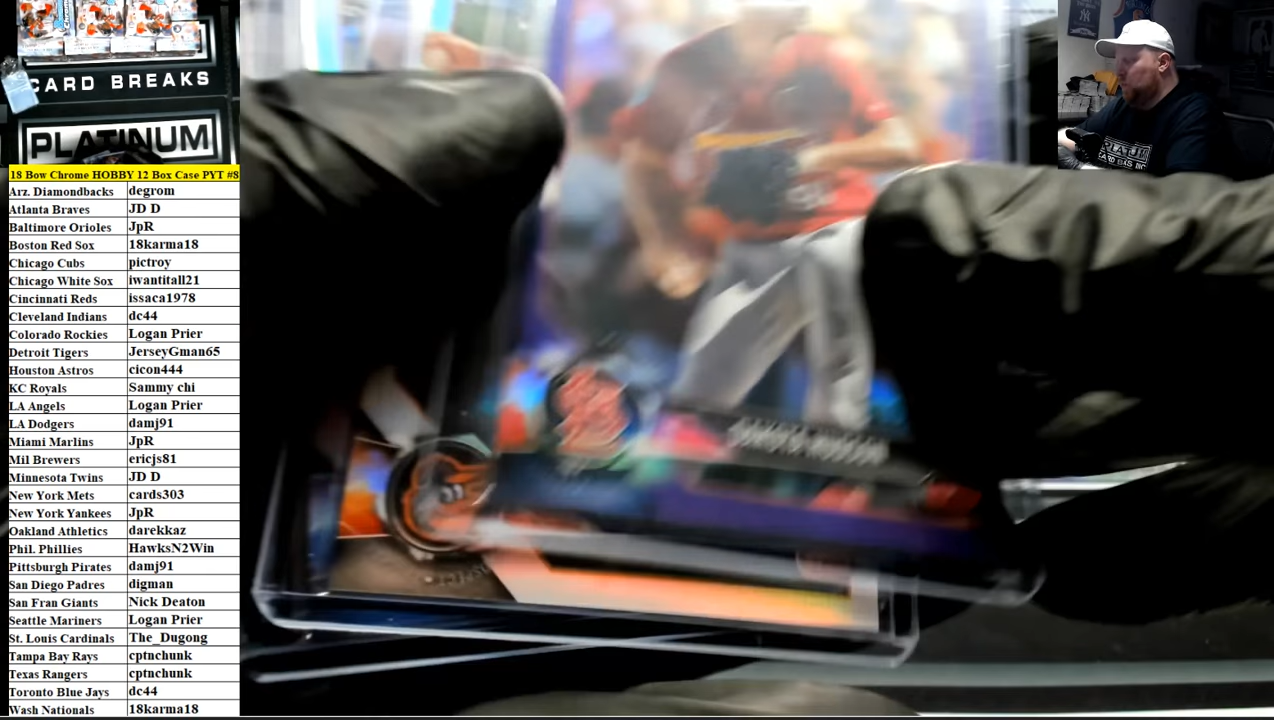 CARD BREAKS
PLATINUM
18 Bow Chrome HOBBY 12 Box Case PYT #8
Arz. Diamondbacks degrom
Atlanta Braves JD D
Baltimore Orioles JpR
Boston Red Sox 18karma18
Chicago Cubs pictroy
Chicago White Sox iwantitall21
Cincinnati Reds issaca1978
Cleveland Indians dc44
Colorado Rockies Logan Prier
Detroit Tigers JerseyGman65
Houston Astros cicon444
KC Royals Sammy chi
LA Angels Logan Prier
LA Dodgers damj91
Miami Marlins JpR
Mil Brewers ericjs81
Minnesota Twins JD D
New York Mets cards303
New York Yankees JpR
Oakland Athletics darekkaz
Phil. Phillies HawksN2Win
Pittsburgh Pirates damj91
San Diego Padres digman
San Fran Giants Nick Deaton
Seattle Mariners Logan Prier
St. Louis Cardinals The_Dugong
Tampa Bay Rays cptnchunk
Texas Rangers cptnchunk
Toronto Blue Jays dc44
Wash Nationals 18karma18